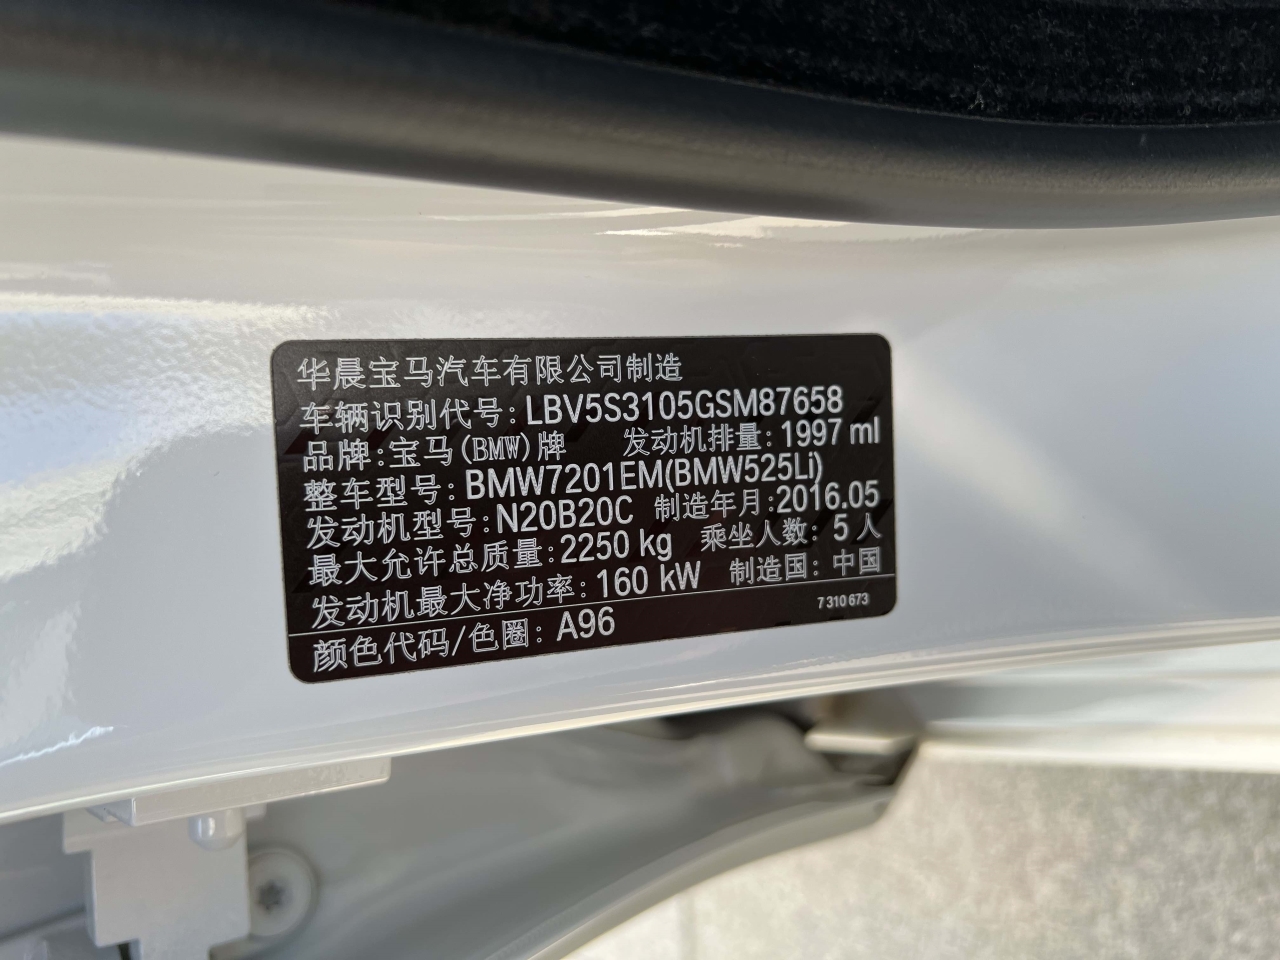 华晨宝马汽车有限公司制造
车辆识别代号: LBV5S3105GSM87658
品牌:宝马(BMW)牌 发动机排量: 1997 ml
整车型号: BMW7201EM(BMW525Li)
发动机型号: N20B20C 制造年月:2016.05
最大允许总质量:2250 kg 乘坐人数: 5 人
发动机最大净功率: 160 kW 制造国: 中国
7 310 673
颜色代码/色圈: A96